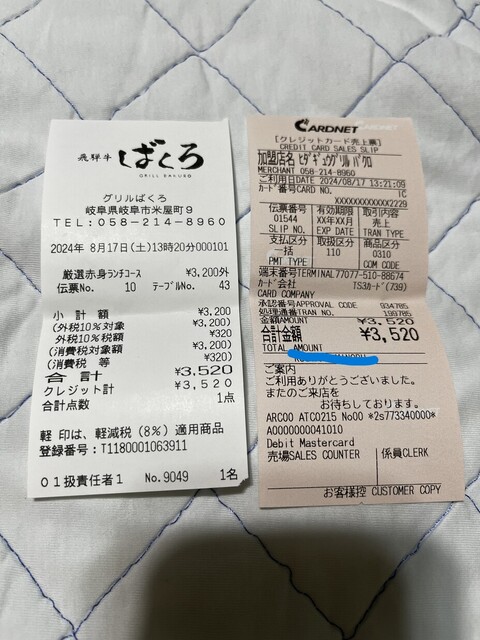 飛騨牛 ばくろ
GRILL BAKURO
グリルばくろ
岐阜県岐阜市米屋町9
TEL:058-214-8960
2024年 8月17日(土)13時20分000101
厳選赤身ランチコース ¥3,200外
伝票No. 10 テーブルNo. 43
小計額 ¥3,200
(外税10%対象 ¥3,200)
外税10%税額 ¥320
(消費税対象額 ¥3,200)
(消費税 等 ¥320)
合計 ¥3,520
クレジット計 ¥3,520
合計点数 1点
軽 印は、軽減税(8%)適用商品
登録番号:T1180001063911
01扱責任者1 No.9049 1名
CARDNET
[クレジットカード売上票]
CREDIT CARD SALES SLIP
加盟店名 ヒダギュウグリル バクロ
MERCHANT 058-214-8960
ご利用日DATE 2024/08/17 13:21:09
カード番号CARD NO. IC
XXXXXXXXXXXX2229
伝票番号 有効期限 取引内容
01544 XX年XX月 売上
SLIP NO. EXP DATE TRAN TYPE
支払区分 取扱区分 商品区分
一括 110 0310
PMT TYPE COM CODE
端末番号TERMINAL77077-510-88674
カード会社 TS3カード(739)
CARD COMPANY
承認番号APPROVAL CODE 934785
処理通番TRAN NO. 199785
金額AMOUNT ¥3,520
合計金額 ¥3,520
TOTAL AMOUNT
ご案内
ご利用ありがとうございました。
またのご来店を
お待ちしております。
ARC00 ATC0215 No00 *2s773340000*
A0000000041010
Debit Mastercard
売場SALES COUNTER 係員CLERK
お客様控 CUSTOMER COPY